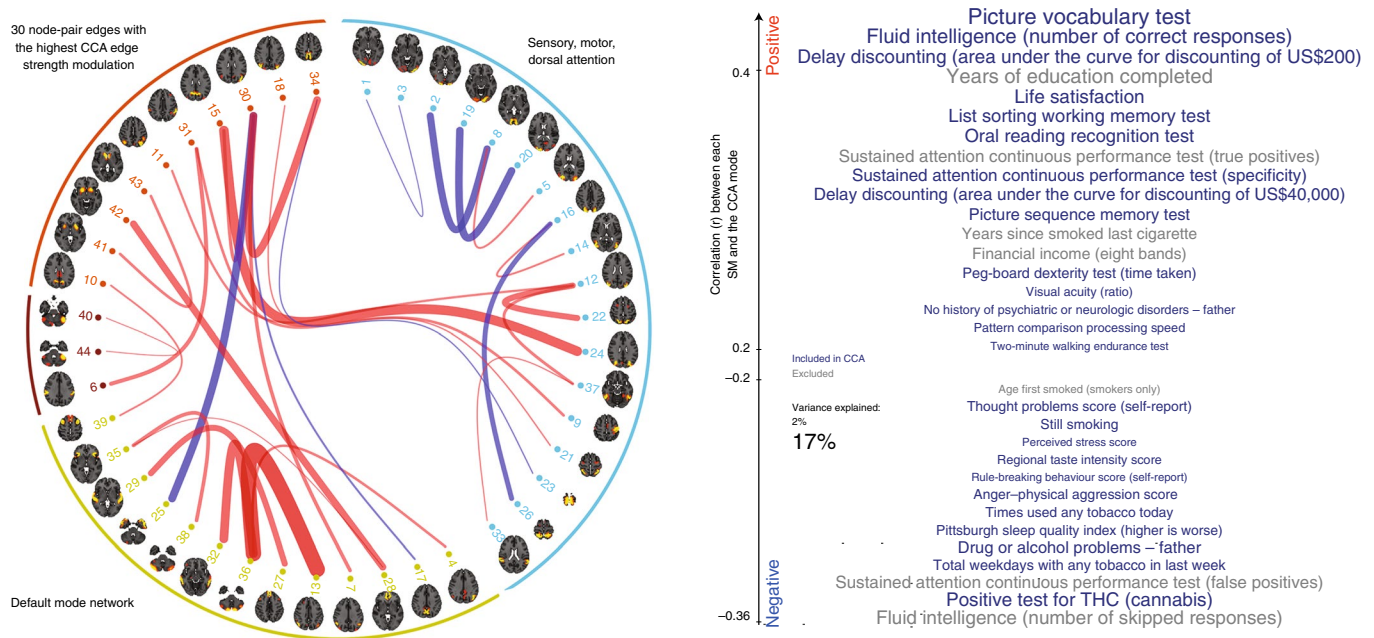 30 node-pair edges with
the highest CCA edge
strength modulation
Sensory, motor,
dorsal attention
Default mode network
34
18
30
15
31
11
43
42
41
10
40
44
6
39
35
29
25
38
32
36
27
13
7
28
17
4
1
3
2
19
8
20
5
16
14
12
22
24
37
9
21
23
26
33
Correlation (r) between each
SM and the CCA mode
Positive
Negative
0.4
0.2
–0.2
–0.36
Included in CCA
Excluded
Variance explained:
2%
17%
Picture vocabulary test
Fluid intelligence (number of correct responses)
Delay discounting (area under the curve for discounting of US$200)
Years of education completed
Life satisfaction
List sorting working memory test
Oral reading recognition test
Sustained attention continuous performance test (true positives)
Sustained attention continuous performance test (specificity)
Delay discounting (area under the curve for discounting of US$40,000)
Picture sequence memory test
Years since smoked last cigarette
Financial income (eight bands)
Peg-board dexterity test (time taken)
Visual acuity (ratio)
No history of psychiatric or neurologic disorders – father
Pattern comparison processing speed
Two-minute walking endurance test
Age first smoked (smokers only)
Thought problems score (self-report)
Still smoking
Perceived stress score
Regional taste intensity score
Rule-breaking behaviour score (self-report)
Anger–physical aggression score
Times used any tobacco today
Pittsburgh sleep quality index (higher is worse)
Drug or alcohol problems – father
Total weekdays with any tobacco in last week
Sustained attention continuous performance test (false positives)
Positive test for THC (cannabis)
Fluid intelligence (number of skipped responses)